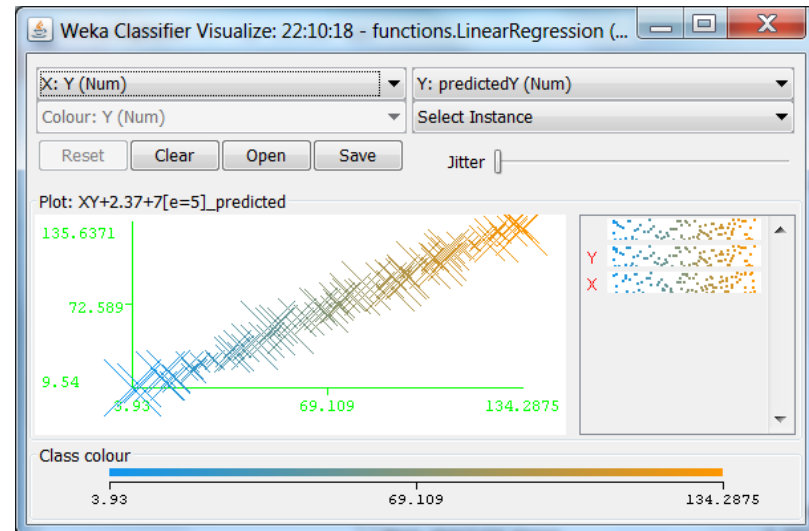 Weka Classifier Visualize: 22:10:18 - functions.LinearRegression (...
X: Y (Num) Y: predictedY (Num)
Colour: Y (Num) Select Instance
Reset Clear Open Save Jitter
Plot: XY+2.37+7[e=5]_predicted
135.6371
72.589
9.54
3.93 69.109 134.2875
Y
X
Class colour
3.93 69.109 134.2875